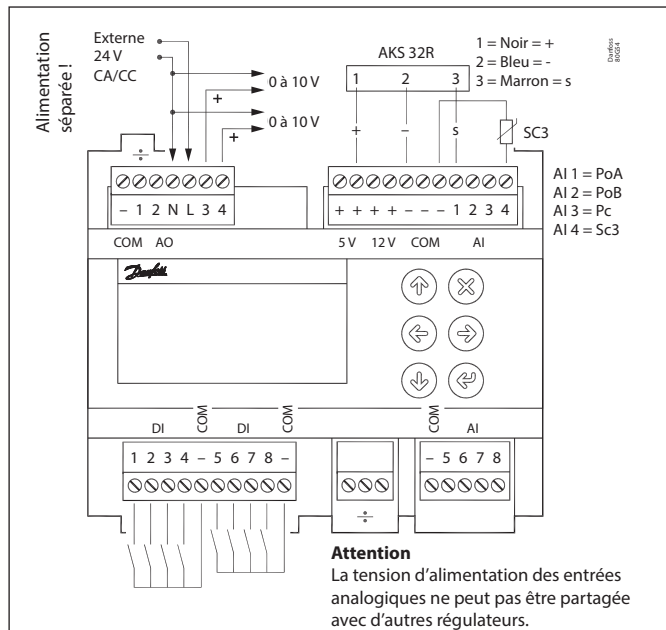 Alimentation
séparée !
Externe
24 V
CA/CC
+
0 à 10 V
+
0 à 10 V
AKS 32R
1 2 3
1 = Noir = +
2 = Bleu = -
3 = Marron = s
Danfoss
80G54
+ – s
SC3
÷
– 1 2 N L 3 4
+ + + + – – – 1 2 3 4
AI 1 = PoA
AI 2 = PoB
AI 3 = Pc
AI 4 = Sc3
COM AO
5 V 12 V COM AI
Danfoss
DI COM DI COM
COM AI
1 2 3 4 – 5 6 7 8 –
– 5 6 7 8
÷
Attention
La tension d’alimentation des entrées
analogiques ne peut pas être partagée
avec d’autres régulateurs.